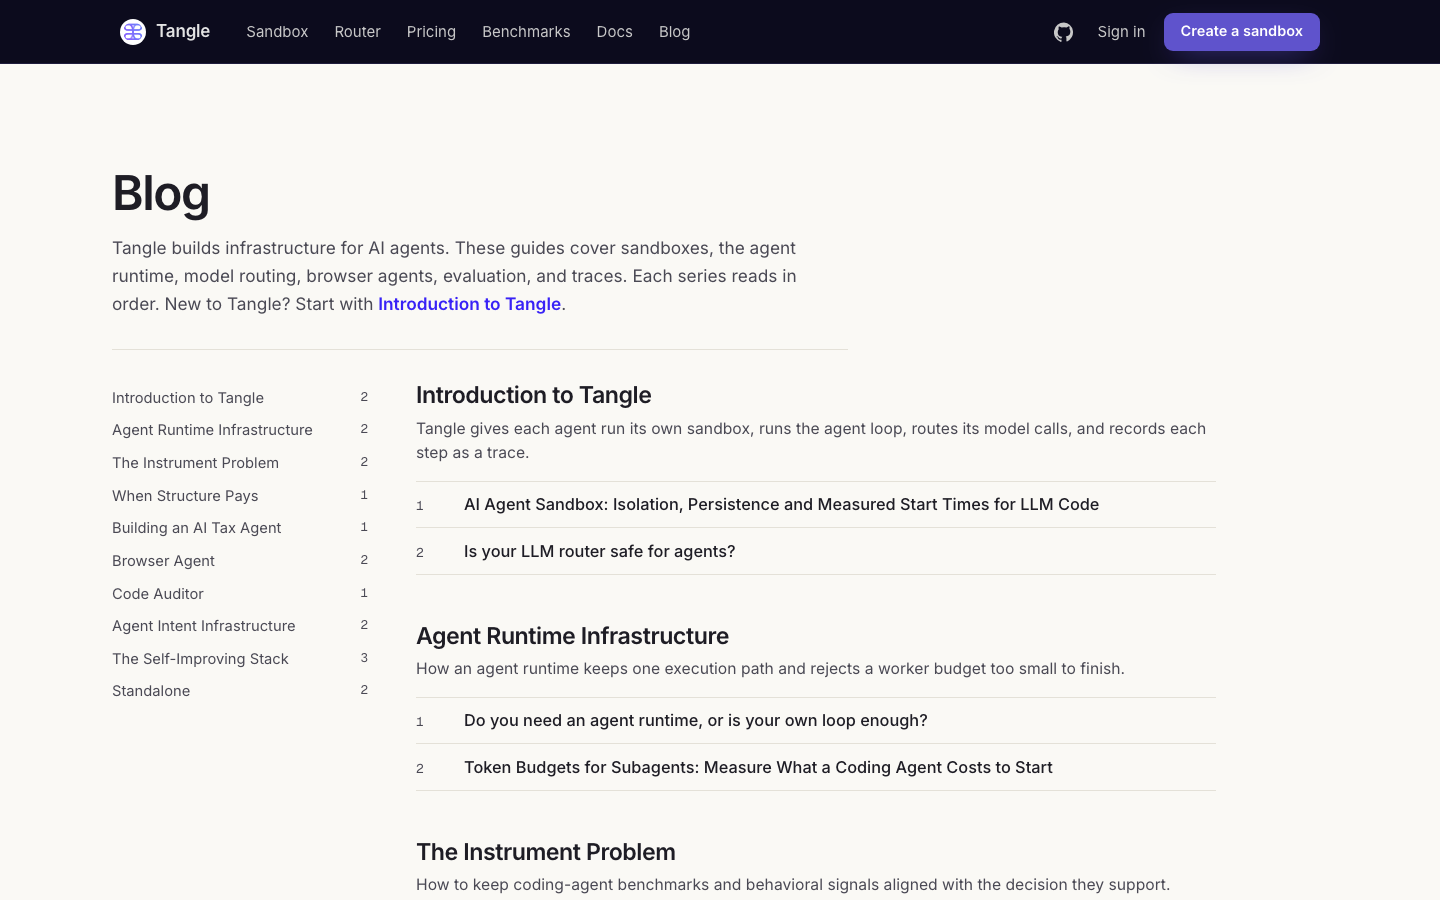 Tangle
Sandbox
Router
Pricing
Benchmarks
Docs
Blog
Sign in
Create a sandbox
Blog
Tangle builds infrastructure for AI agents. These guides cover sandboxes, the agent
runtime, model routing, browser agents, evaluation, and traces. Each series reads in
order. New to Tangle? Start with Introduction to Tangle.
Introduction to Tangle 2
Agent Runtime Infrastructure 2
The Instrument Problem 2
When Structure Pays 1
Building an AI Tax Agent 1
Browser Agent 2
Code Auditor 1
Agent Intent Infrastructure 2
The Self-Improving Stack 3
Standalone 2
Introduction to Tangle
Tangle gives each agent run its own sandbox, runs the agent loop, routes its model calls, and records each
step as a trace.
1 AI Agent Sandbox: Isolation, Persistence and Measured Start Times for LLM Code
2 Is your LLM router safe for agents?
Agent Runtime Infrastructure
How an agent runtime keeps one execution path and rejects a worker budget too small to finish.
1 Do you need an agent runtime, or is your own loop enough?
2 Token Budgets for Subagents: Measure What a Coding Agent Costs to Start
The Instrument Problem
How to keep coding-agent benchmarks and behavioral signals aligned with the decision they support.